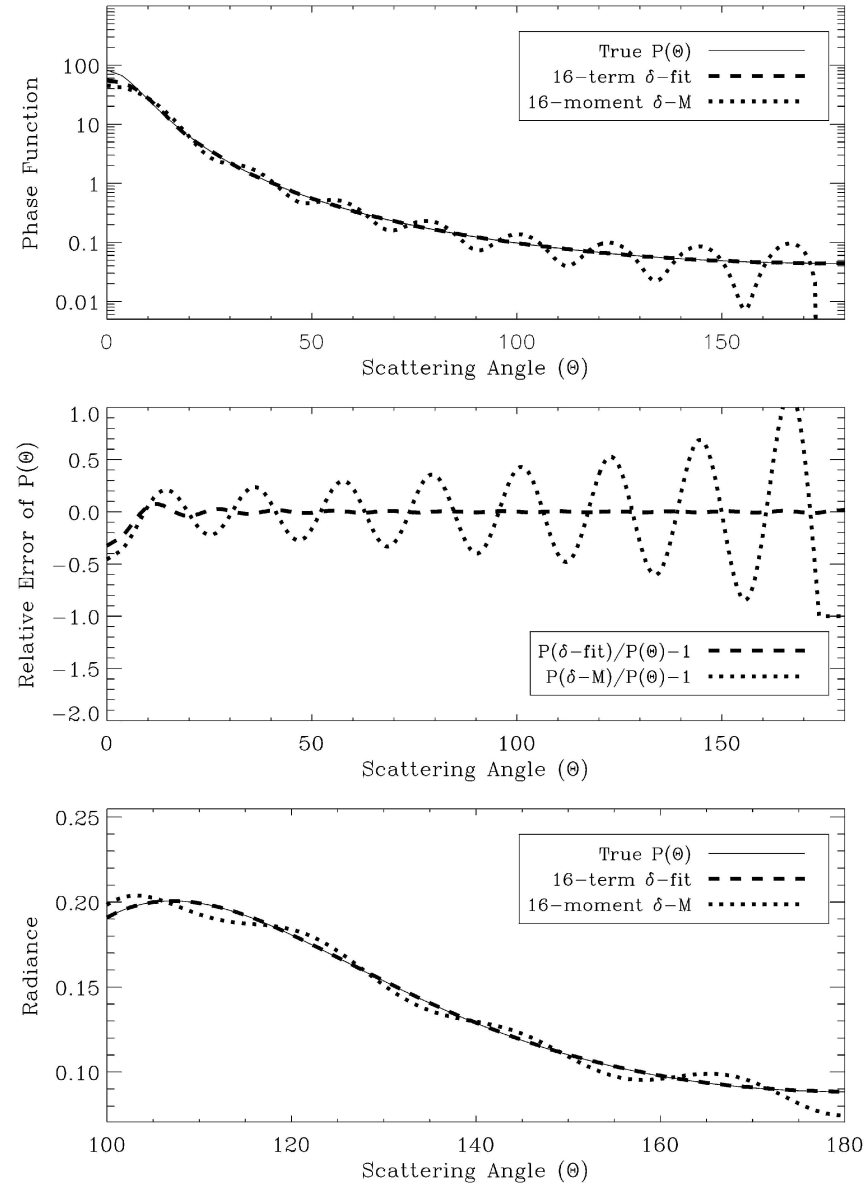 Phase Function
100
10
1
0.1
0.01
True P(Θ)
16-term δ-fit
16-moment δ-M
0 50 100 150
Scattering Angle (Θ)
Relative Error of P(Θ)
1.0
0.5
0.0
-0.5
-1.0
-1.5
-2.0
P(δ-fit)/P(Θ)-1
P(δ-M)/P(Θ)-1
0 50 100 150
Scattering Angle (Θ)
Radiance
0.25
0.20
0.15
0.10
True P(Θ)
16-term δ-fit
16-moment δ-M
100 120 140 160 180
Scattering Angle (Θ)